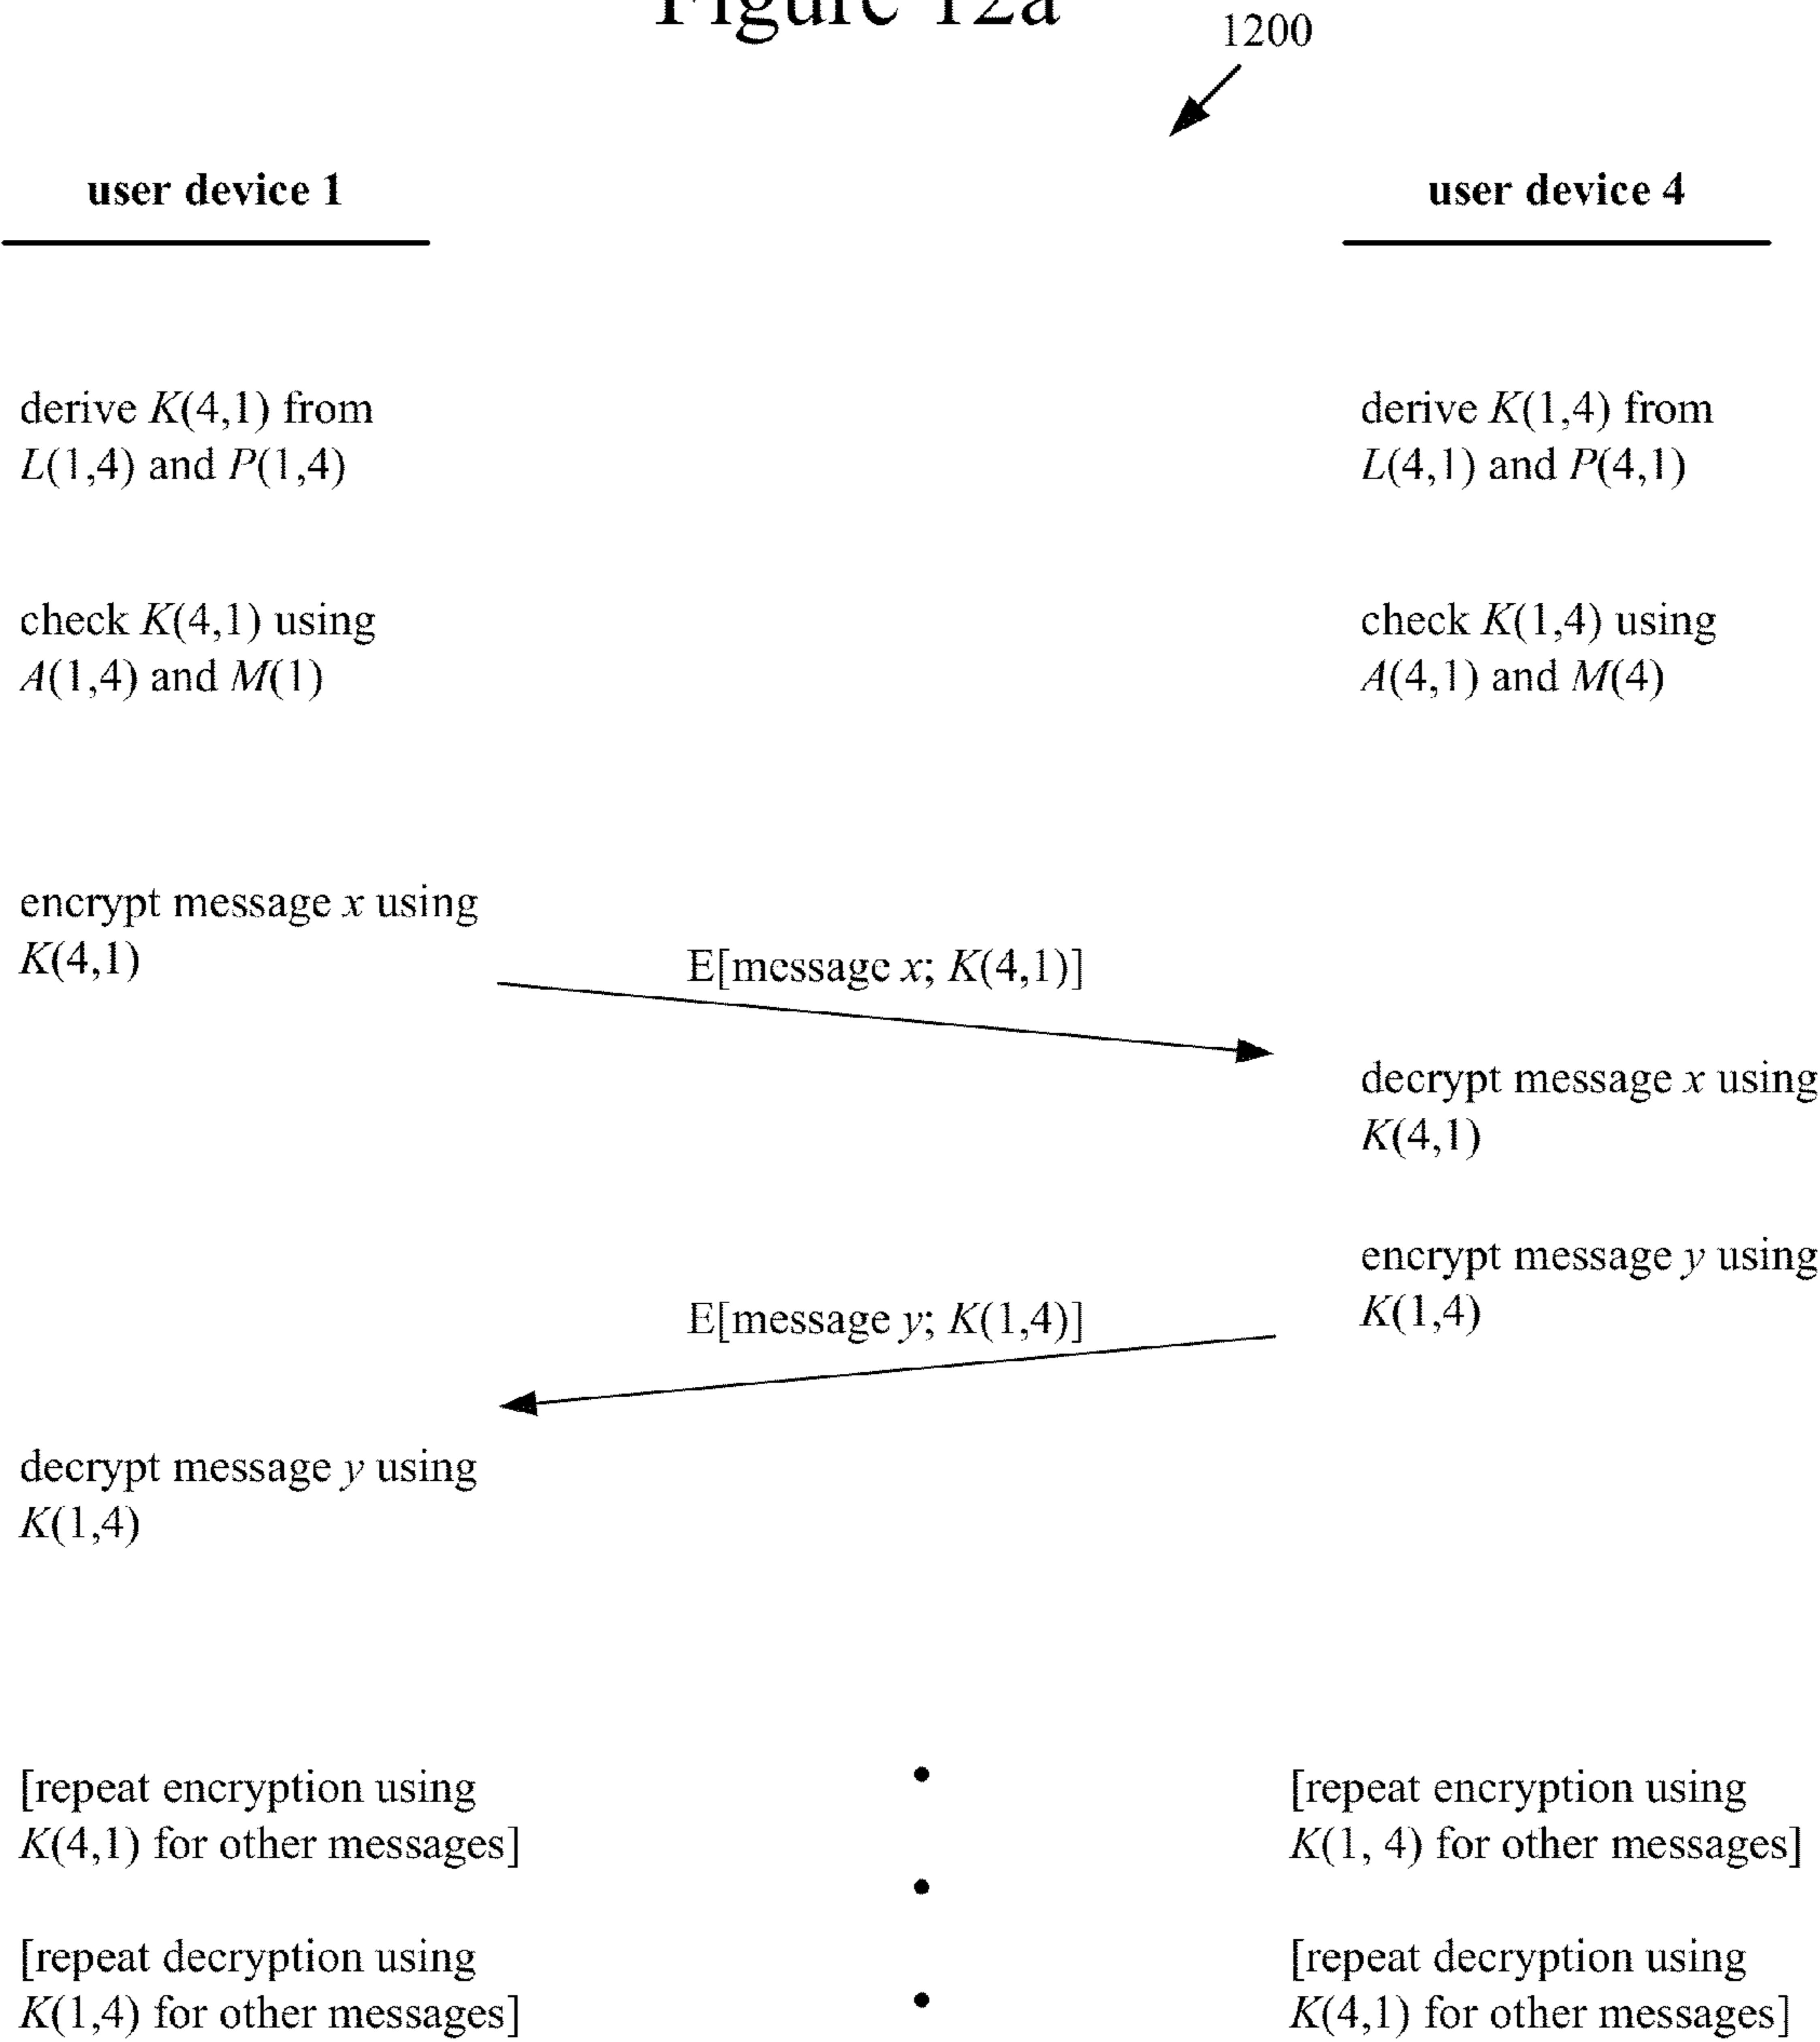 Figure 12a
1200
user device 1
user device 4
derive K(4,1) from
L(1,4) and P(1,4)
derive K(1,4) from
L(4,1) and P(4,1)
check K(4,1) using
A(1,4) and M(1)
check K(1,4) using
A(4,1) and M(4)
encrypt message x using
K(4,1)
E[message x; K(4,1)]
decrypt message x using
K(4,1)
encrypt message y using
K(1,4)
E[message y; K(1,4)]
decrypt message y using
K(1,4)
[repeat encryption using
K(4,1) for other messages]
[repeat encryption using
K(1, 4) for other messages]
[repeat decryption using
K(1,4) for other messages]
[repeat decryption using
K(4,1) for other messages]